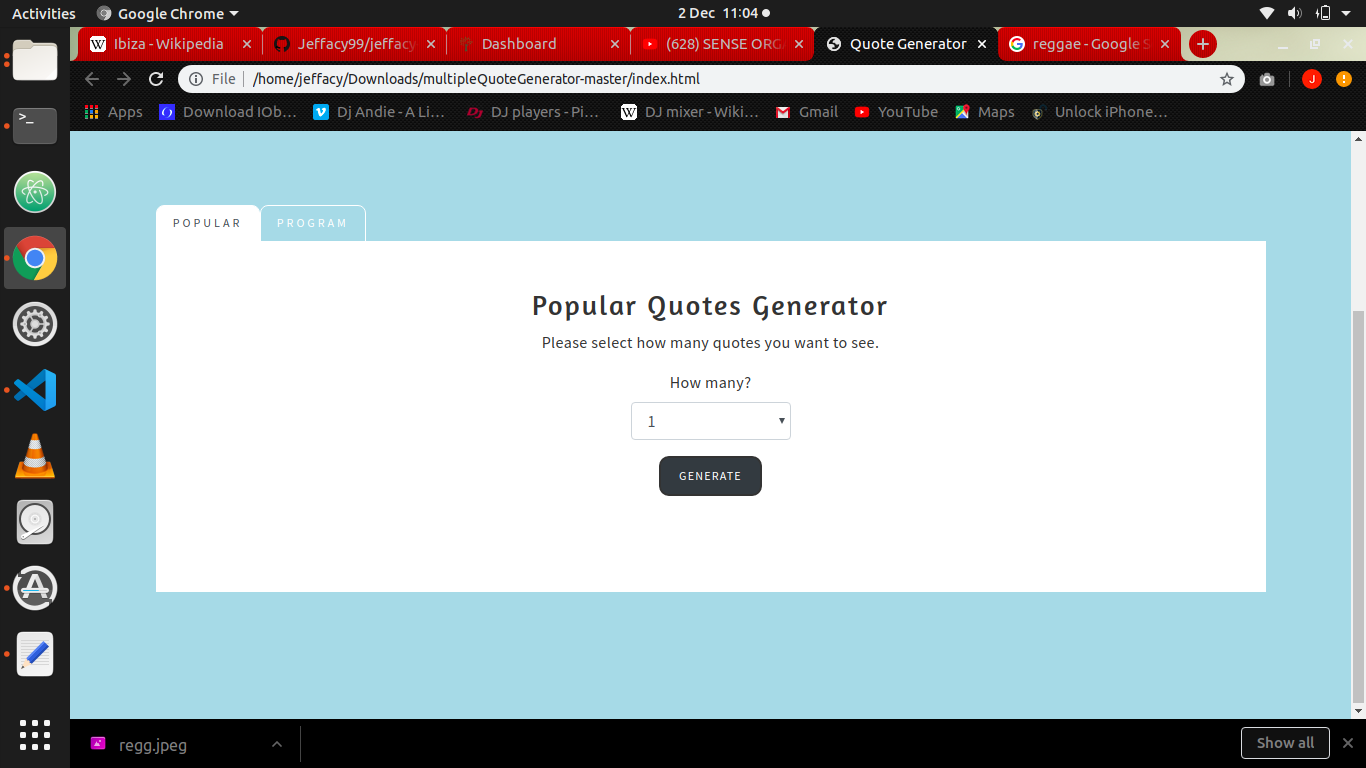 Activities
Google Chrome
2 Dec 11:04
Ibiza - Wikipedia
Jeffacy99/jeffacy
Dashboard
(628) SENSE ORGA
Quote Generator
reggae - Google S
File
/home/jeffacy/Downloads/multipleQuoteGenerator-master/index.html
J
Apps
Download IOb…
Dj Andie - A Li…
DJ players - Pi…
DJ mixer - Wiki…
Gmail
YouTube
Maps
Unlock iPhone…
POPULAR
PROGRAM
Popular Quotes Generator
Please select how many quotes you want to see.
How many?
1
GENERATE
regg.jpeg
Show all